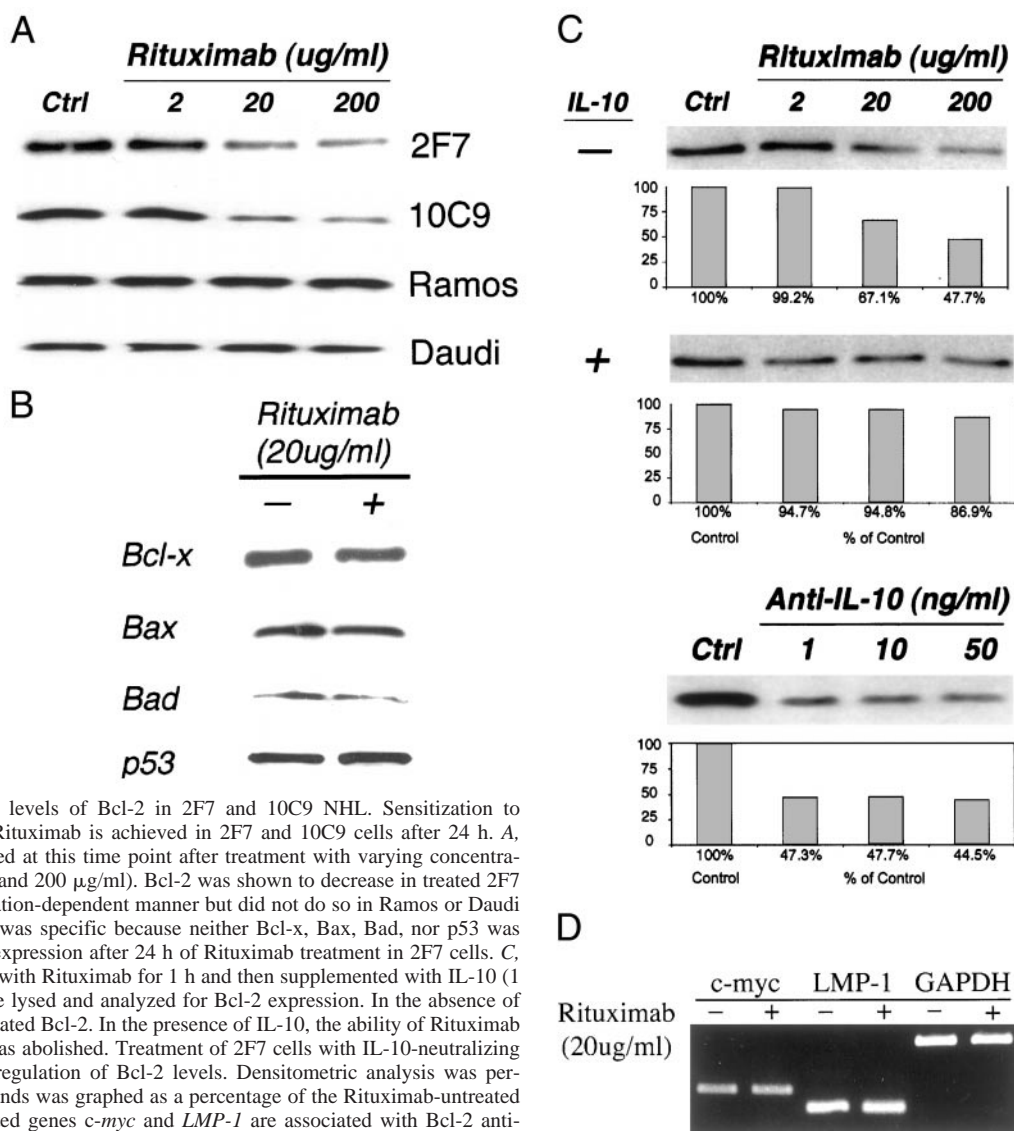 A
Rituximab (ug/ml)
Ctrl 2 20 200
2F7
10C9
Ramos
Daudi
B
Rituximab
(20ug/ml)
– +
Bcl-x
Bax
Bad
p53
C
Rituximab (ug/ml)
IL-10 Ctrl 2 20 200
–
100
75
50
25
0
100% 99.2% 67.1% 47.7%
+
100
75
50
25
0
100% 94.7% 94.8% 86.9%
Control % of Control
Anti-IL-10 (ng/ml)
Ctrl 1 10 50
100
75
50
25
0
100% 47.3% 47.7% 44.5%
Control % of Control
D
c-myc LMP-1 GAPDH
Rituximab – + – + – +
(20ug/ml)
levels of Bcl-2 in 2F7 and 10C9 NHL. Sensitization to
Rituximab is achieved in 2F7 and 10C9 cells after 24 h. A,
ed at this time point after treatment with varying concentra-
and 200 μg/ml). Bcl-2 was shown to decrease in treated 2F7
tion-dependent manner but did not do so in Ramos or Daudi
was specific because neither Bcl-x, Bax, Bad, nor p53 was
expression after 24 h of Rituximab treatment in 2F7 cells. C,
with Rituximab for 1 h and then supplemented with IL-10 (1
e lysed and analyzed for Bcl-2 expression. In the absence of
ated Bcl-2. In the presence of IL-10, the ability of Rituximab
as abolished. Treatment of 2F7 cells with IL-10-neutralizing
regulation of Bcl-2 levels. Densitometric analysis was per-
nds was graphed as a percentage of the Rituximab-untreated
ed genes c-myc and LMP-1 are associated with Bcl-2 anti-